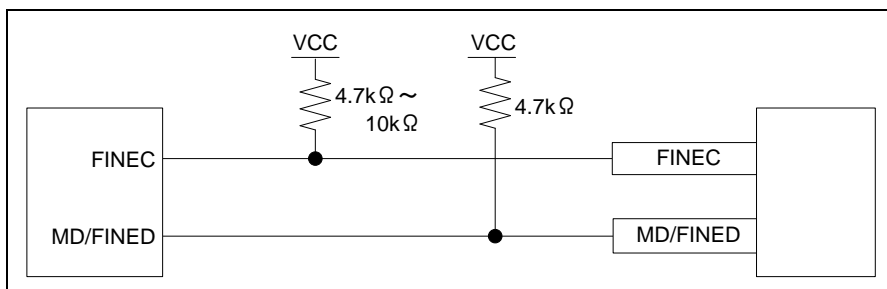 VCC
VCC
4.7kΩ～
10kΩ
4.7kΩ
FINEC
FINEC
MD/FINED
MD/FINED